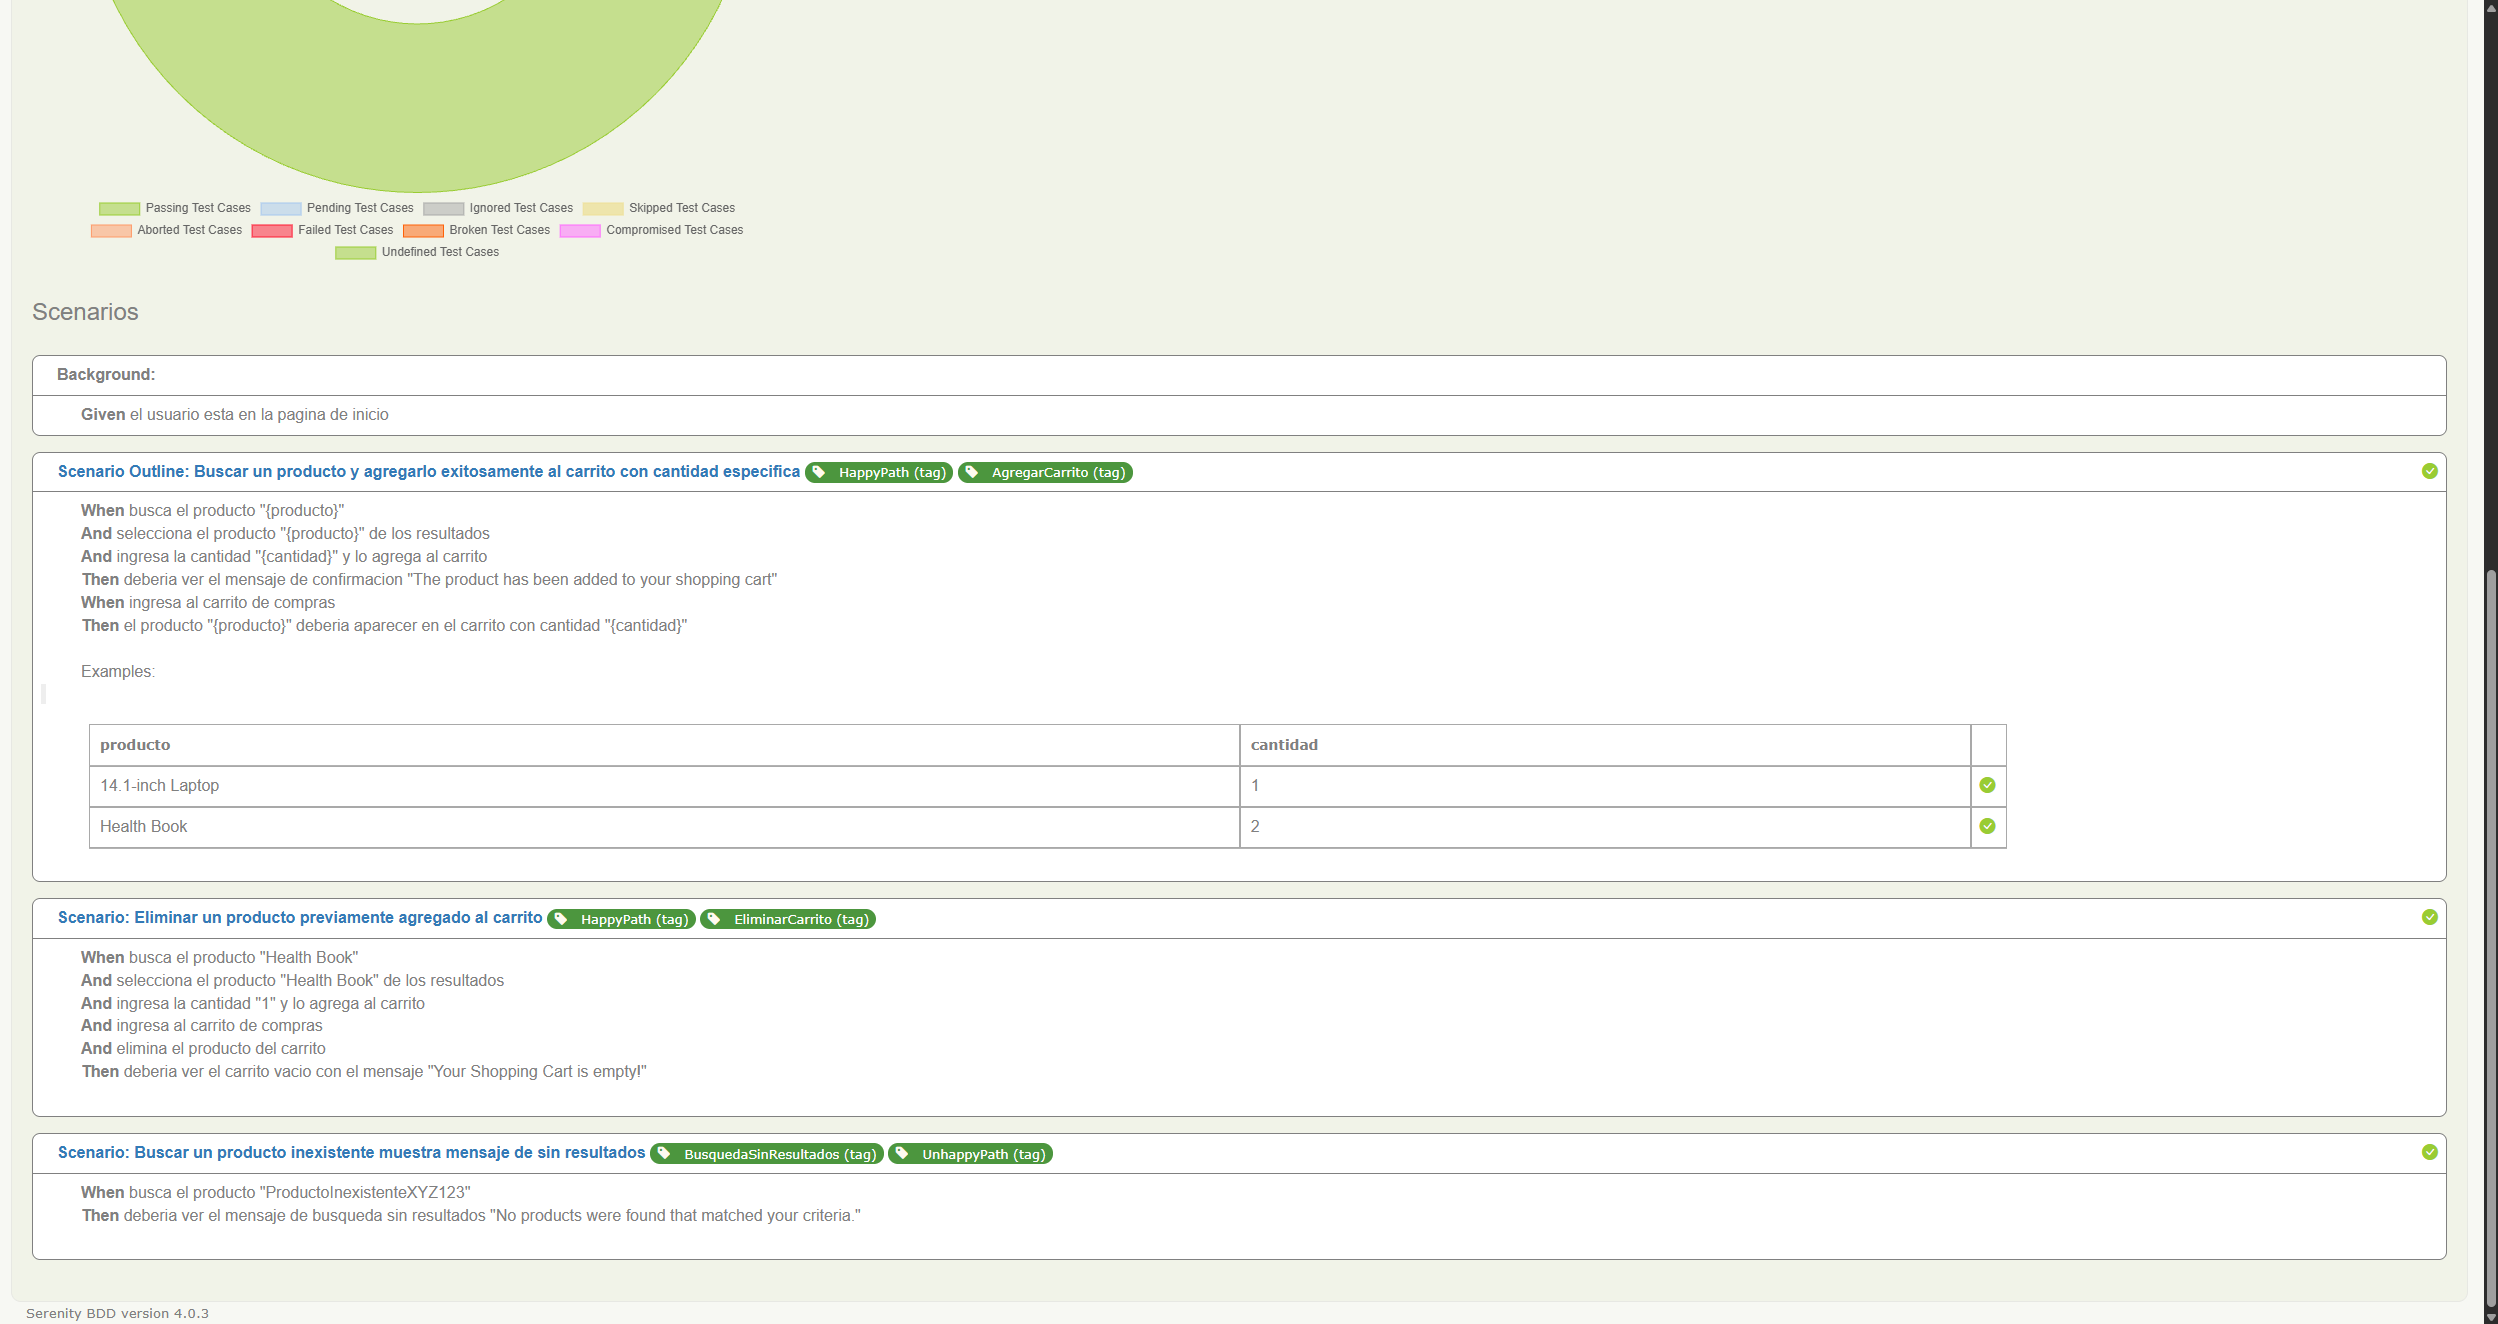 Passing Test Cases Pending Test Cases Ignored Test Cases Skipped Test Cases
Aborted Test Cases Failed Test Cases Broken Test Cases Compromised Test Cases
Undefined Test Cases
Scenarios
Background:
Given el usuario esta en la pagina de inicio
Scenario Outline: Buscar un producto y agregarlo exitosamente al carrito con cantidad especifica HappyPath (tag) AgregarCarrito (tag)
When busca el producto "{producto}"
And selecciona el producto "{producto}" de los resultados
And ingresa la cantidad "{cantidad}" y lo agrega al carrito
Then deberia ver el mensaje de confirmacion "The product has been added to your shopping cart"
When ingresa al carrito de compras
Then el producto "{producto}" deberia aparecer en el carrito con cantidad "{cantidad}"
Examples:
producto cantidad
14.1-inch Laptop 1
Health Book 2
Scenario: Eliminar un producto previamente agregado al carrito HappyPath (tag) EliminarCarrito (tag)
When busca el producto "Health Book"
And selecciona el producto "Health Book" de los resultados
And ingresa la cantidad "1" y lo agrega al carrito
And ingresa al carrito de compras
And elimina el producto del carrito
Then deberia ver el carrito vacio con el mensaje "Your Shopping Cart is empty!"
Scenario: Buscar un producto inexistente muestra mensaje de sin resultados BusquedaSinResultados (tag) UnhappyPath (tag)
When busca el producto "ProductoInexistenteXYZ123"
Then deberia ver el mensaje de busqueda sin resultados "No products were found that matched your criteria."
Serenity BDD version 4.0.3